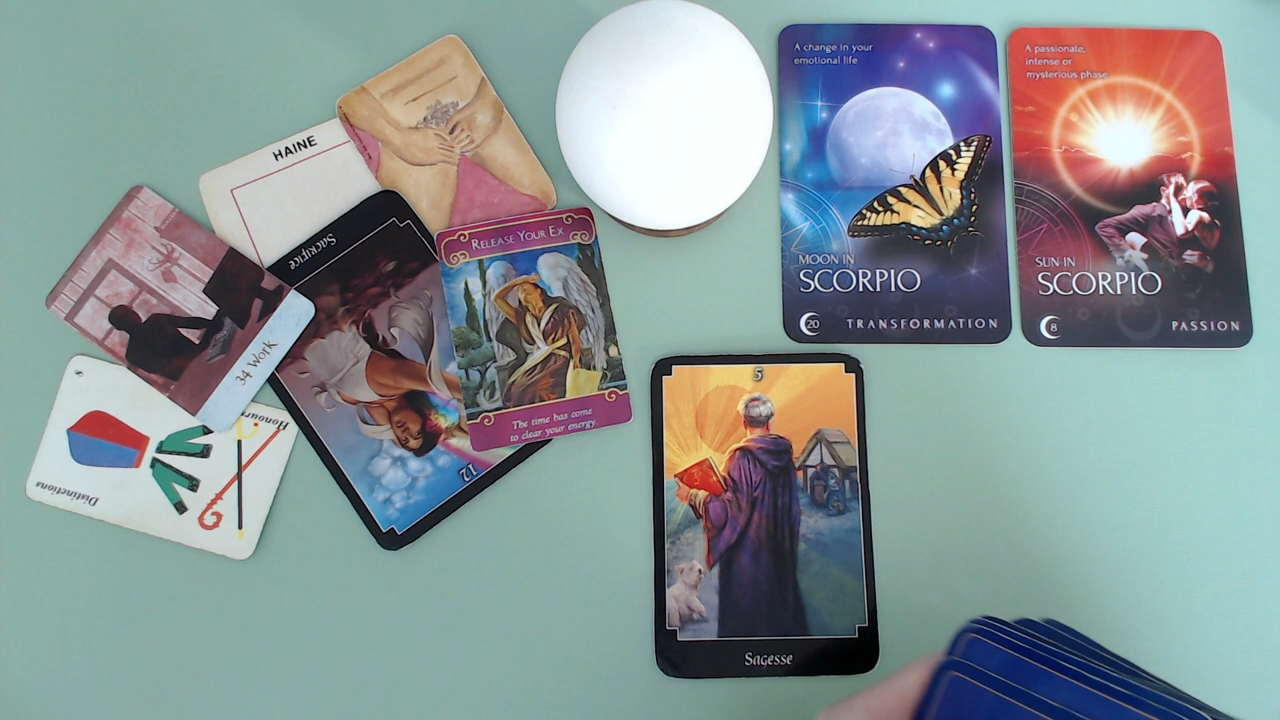 HAINE
A change in your
emotional life
MOON IN
SCORPIO
20
TRANSFORMATION
A passionate,
intense or
mysterious phase
SUN IN
SCORPIO
8
PASSION
RELEASE YOUR EX
The time has come
to clear your energy.
Sacrifice
12
34 Work
Honours
Distinctions
5
Sagesse